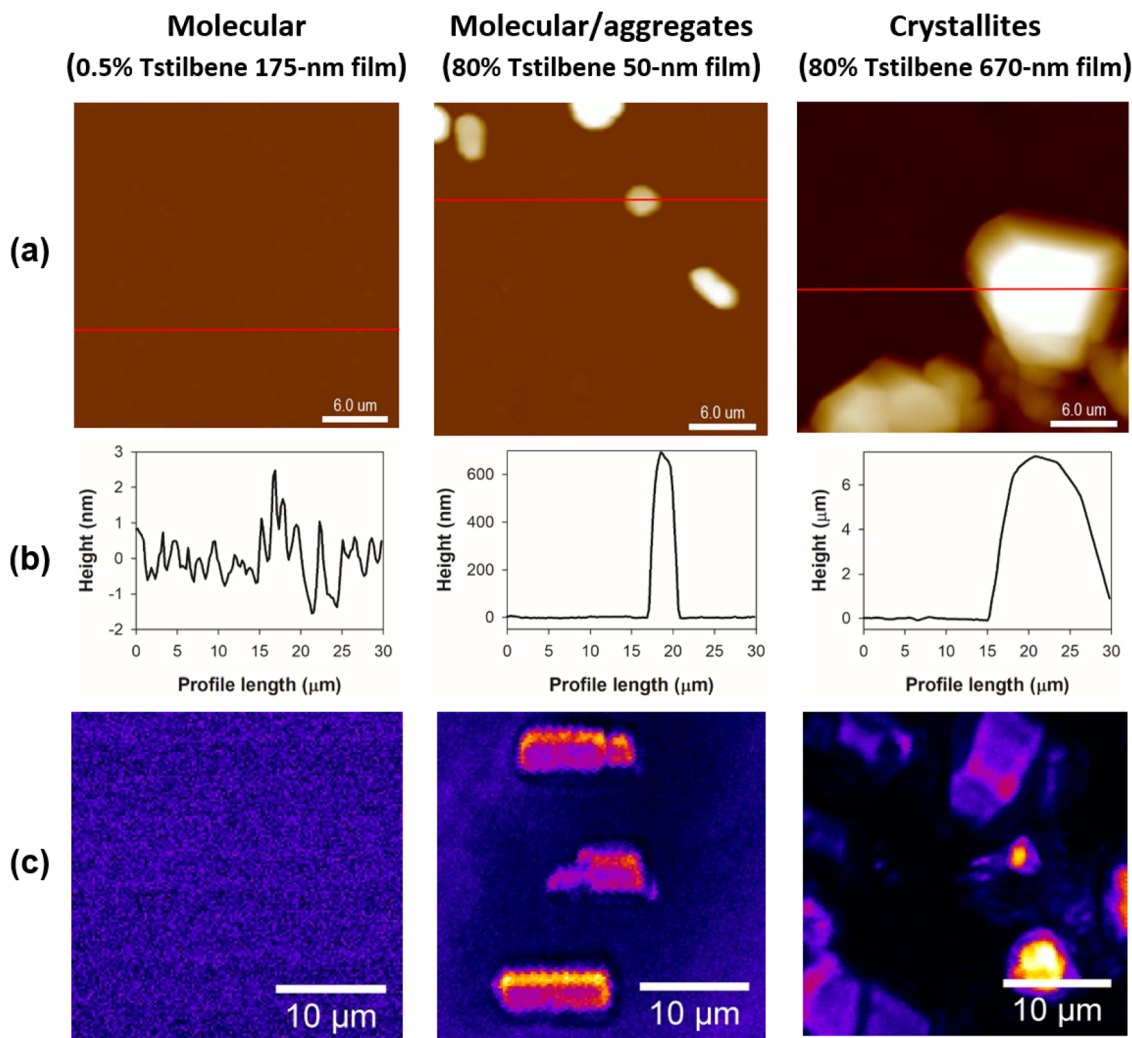 Molecular
(0.5% Tstilbene 175-nm film)
Molecular/aggregates
(80% Tstilbene 50-nm film)
Crystallites
(80% Tstilbene 670-nm film)
(a)
6.0 um
6.0 um
6.0 um
(b)
Height (nm)
3
2
1
0
-1
-2
0 5 10 15 20 25 30
Profile length (μm)
Height (nm)
600
400
200
0
0 5 10 15 20 25 30
Profile length (μm)
Height (μm)
6
4
2
0
0 5 10 15 20 25 30
Profile length (μm)
(c)
10 μm
10 μm
10 μm